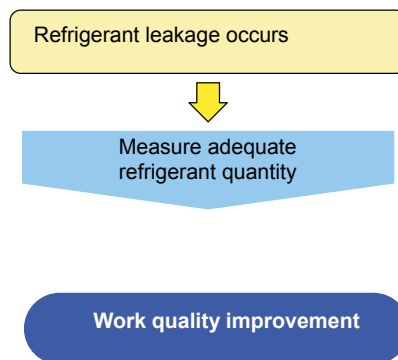 Refrigerant leakage occurs
Measure adequate
refrigerant quantity
Work quality improvement